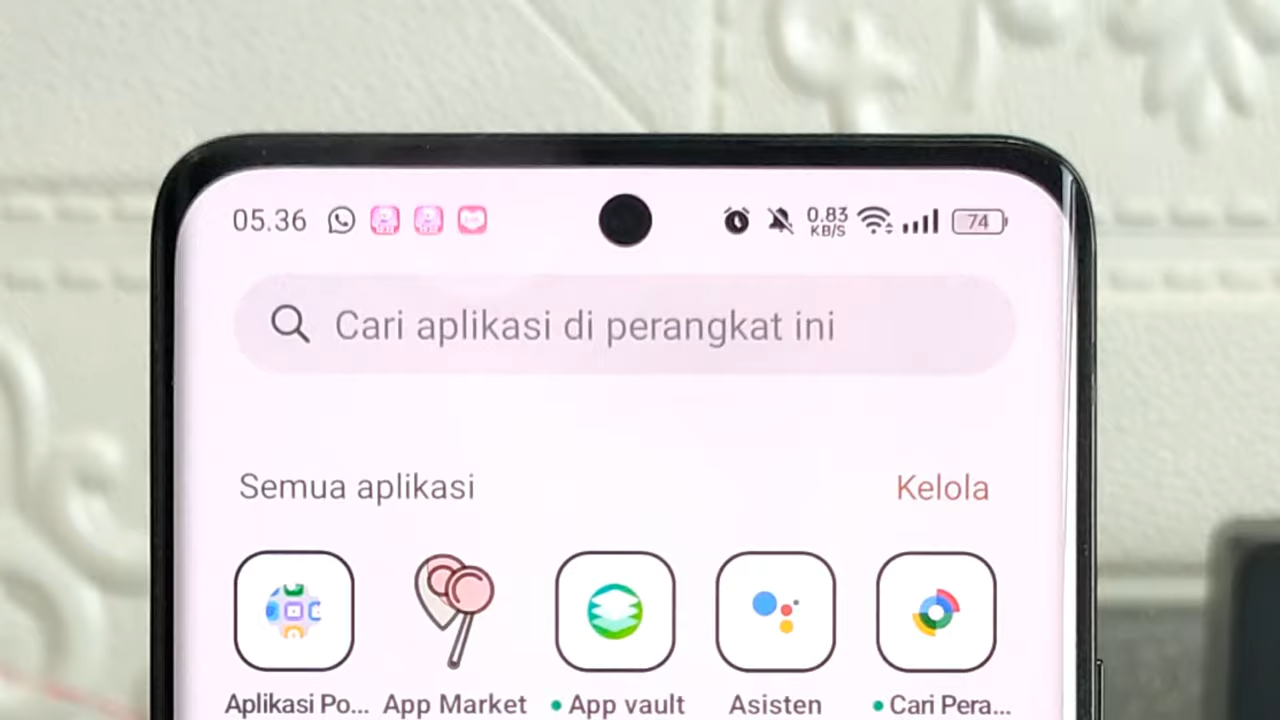 05.36 0.83 KB/S 74
Cari aplikasi di perangkat ini
Semua aplikasi Kelola
Aplikasi Po... App Market App vault Asisten Cari Pera...